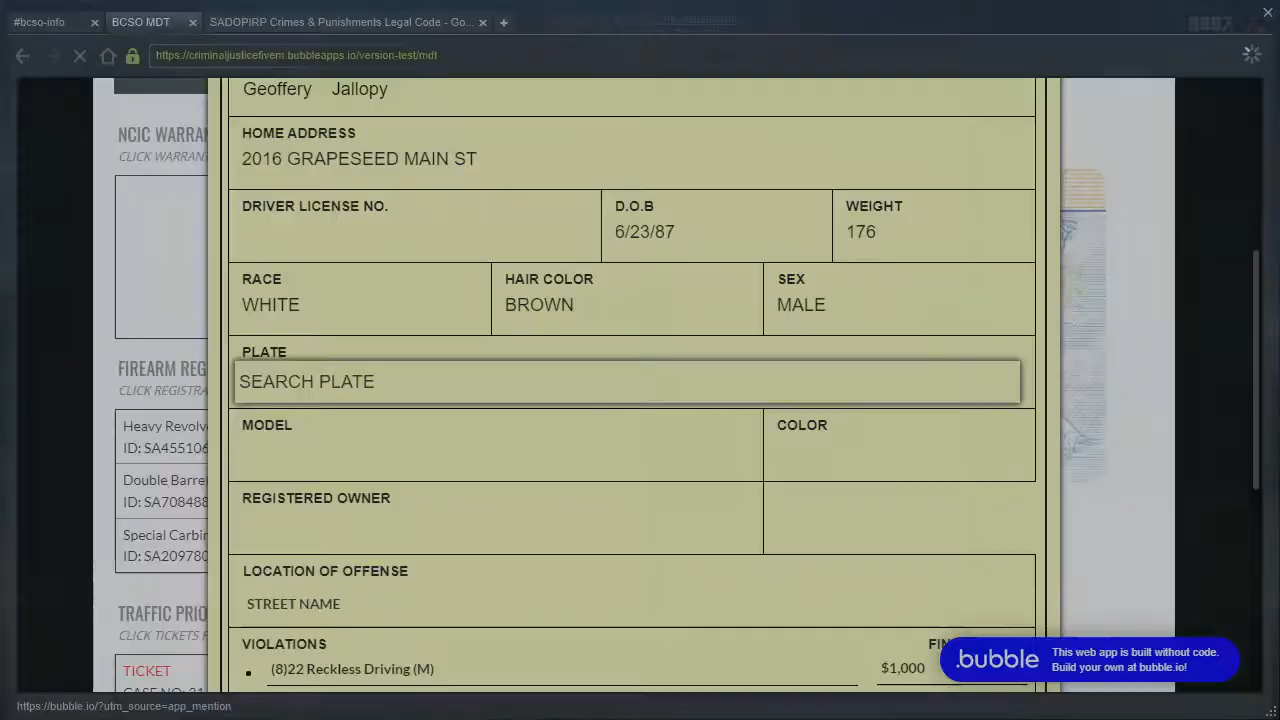 #bcso-info
BCSO MDT
SADOPIRP Crimes & Punishments Legal Code - Go...
https://criminaljusticefivem.bubbleapps.io/version-test/mdt
Geoffery Jallopy
NCIC WARRAN
CLICK WARRANT
HOME ADDRESS
2016 GRAPESEED MAIN ST
DRIVER LICENSE NO.
D.O.B
6/23/87
WEIGHT
176
RACE
WHITE
HAIR COLOR
BROWN
SEX
MALE
PLATE
SEARCH PLATE
FIREARM REG
CLICK REGISTRA
Heavy Revolv
ID: SA455106
Double Barre
ID: SA708488
Special Carbin
ID: SA209780
MODEL
COLOR
REGISTERED OWNER
LOCATION OF OFFENSE
STREET NAME
TRAFFIC PRIO
CLICK TICKETS F
TICKET
CASE NO: 21
VIOLATIONS
FIN
(8)22 Reckless Driving (M)
$1,000
.bubble
This web app is built without code.
Build your own at bubble.io!
https://bubble.io/?utm_source=app_mention